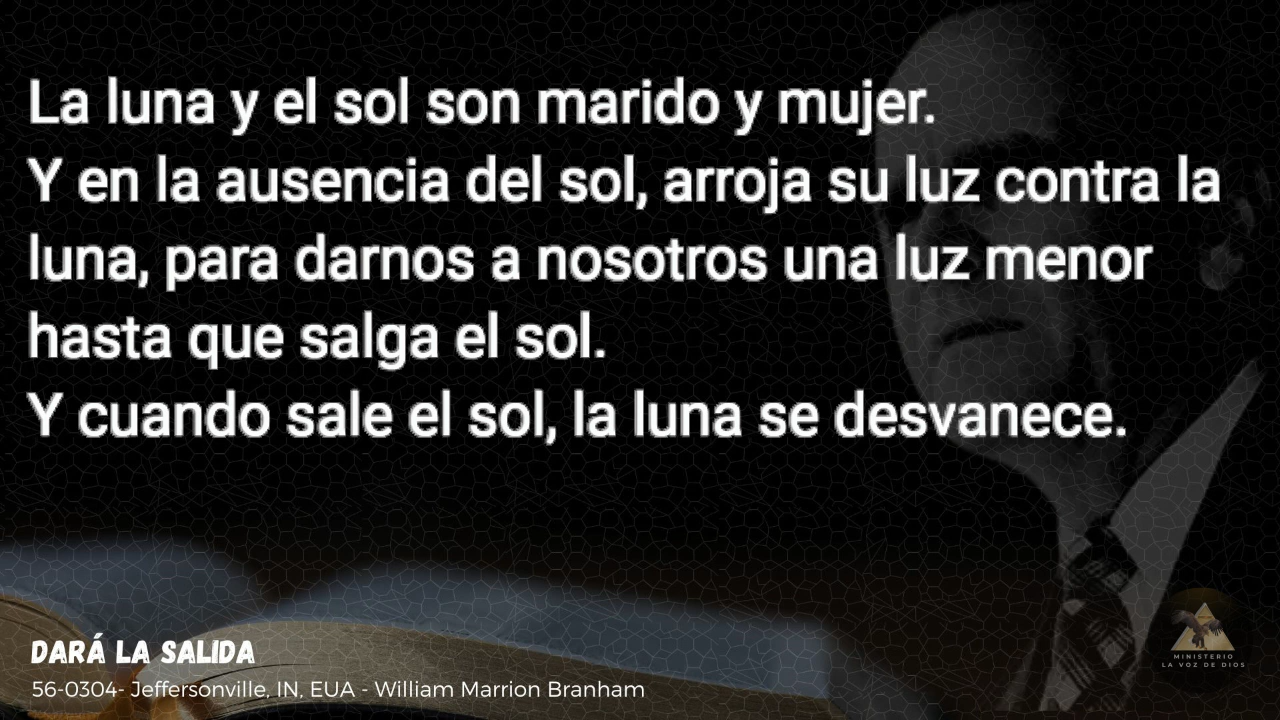 La luna y el sol son marido y mujer.
Y en la ausencia del sol, arroja su luz contra la
luna, para darnos a nosotros una luz menor
hasta que salga el sol.
Y cuando sale el sol, la luna se desvanece.
DARÁ LA SALIDA
56-0304- Jeffersonville, IN, EUA - William Marrion Branham
MINISTERIO
LA VOZ DE DIOS